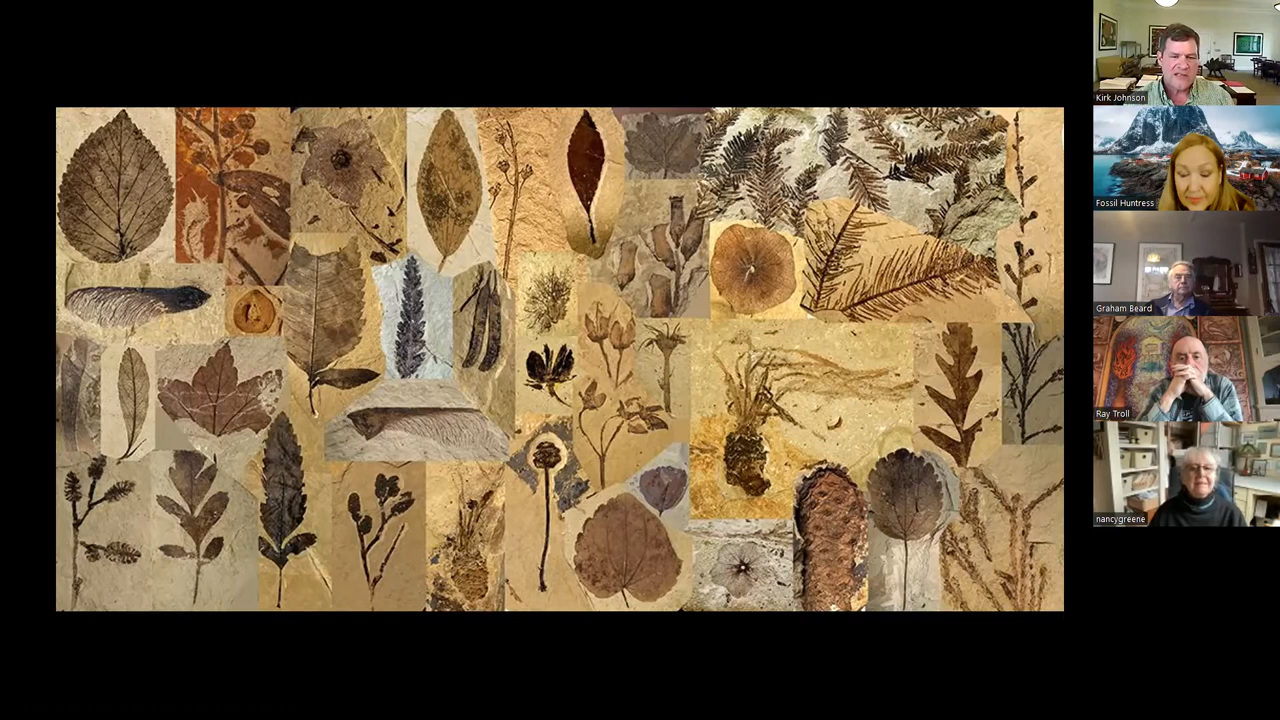 Kirk Johnson
Fossil Huntress
Graham Beard
Ray Troll
nancygreene